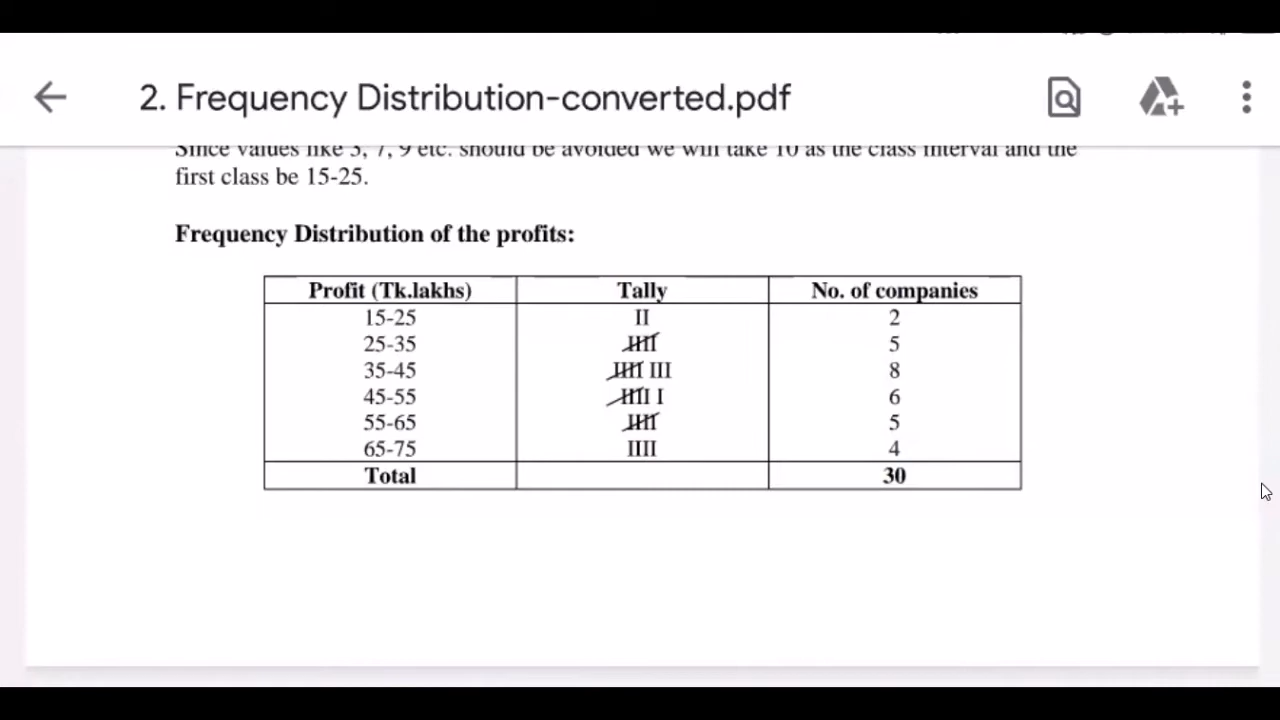 2. Frequency Distribution-converted.pdf
Since values like 3, 7, 9 etc. should be avoided we will take 10 as the class interval and the
first class be 15-25.
Frequency Distribution of the profits:
Profit (Tk.lakhs) Tally No. of companies
15-25 II 2
25-35 IIII 5
35-45 IIII III 8
45-55 IIII I 6
55-65 IIII 5
65-75 IIII 4
Total 30